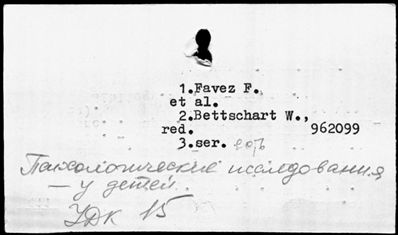 1.Favez F.
et al.
2.Bettschart W.,
red. 962099
3.ser.
Психологические исследования
— у детей.
УДК 15